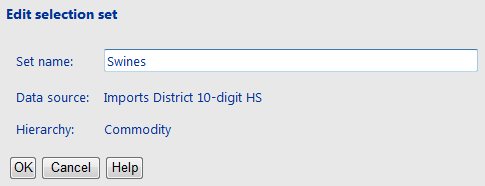 Edit selection set
Set name: Swines
Data source: Imports District 10-digit HS
Hierarchy: Commodity
OK Cancel Help